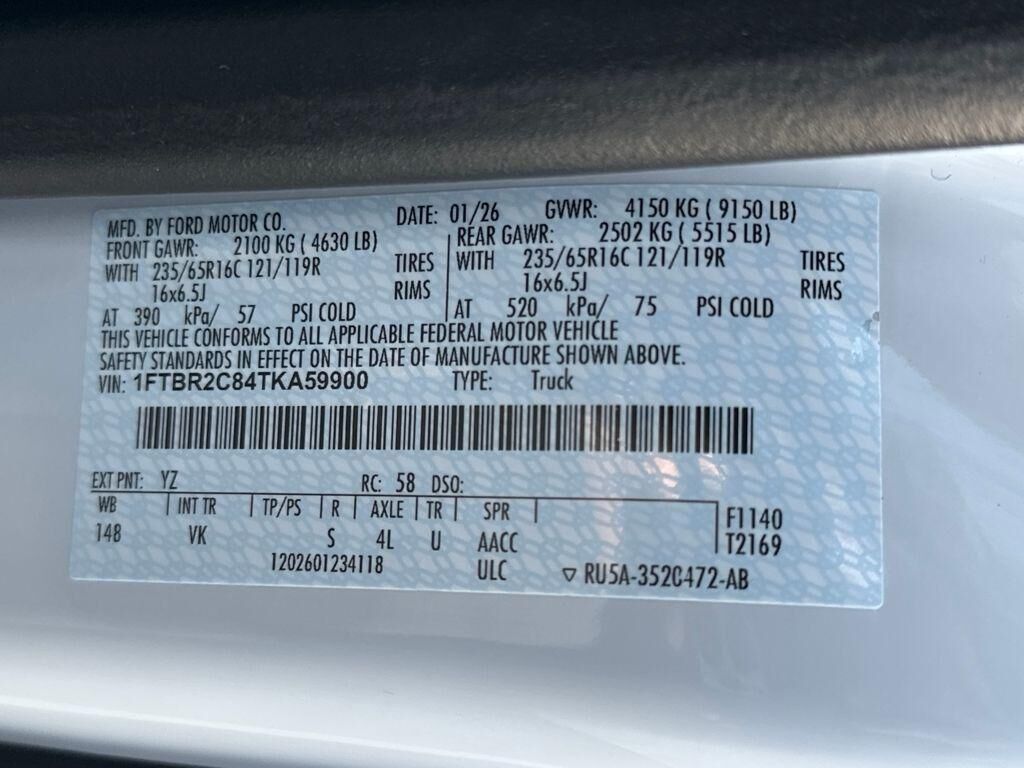 MFD. BY FORD MOTOR CO. DATE: 01/26 GVWR: 4150 KG ( 9150 LB)
FRONT GAWR: 2100 KG ( 4630 LB) REAR GAWR: 2502 KG ( 5515 LB)
WITH 235/65R16C 121/119R TIRES WITH 235/65R16C 121/119R TIRES
16x6.5J RIMS 16x6.5J RIMS
AT 390 kPa/ 57 PSI COLD AT 520 kPa/ 75 PSI COLD
THIS VEHICLE CONFORMS TO ALL APPLICABLE FEDERAL MOTOR VEHICLE
SAFETY STANDARDS IN EFFECT ON THE DATE OF MANUFACTURE SHOWN ABOVE.
VIN: 1FTBR2C84TKA59900 TYPE: Truck
EXT PNT: YZ RC: 58 DSO:
WB INT TR TP/PS R AXLE TR SPR F1140
148 VK S 4L U AACC T2169
1202601234118 ULC ▽ RU5A-3520472-AB